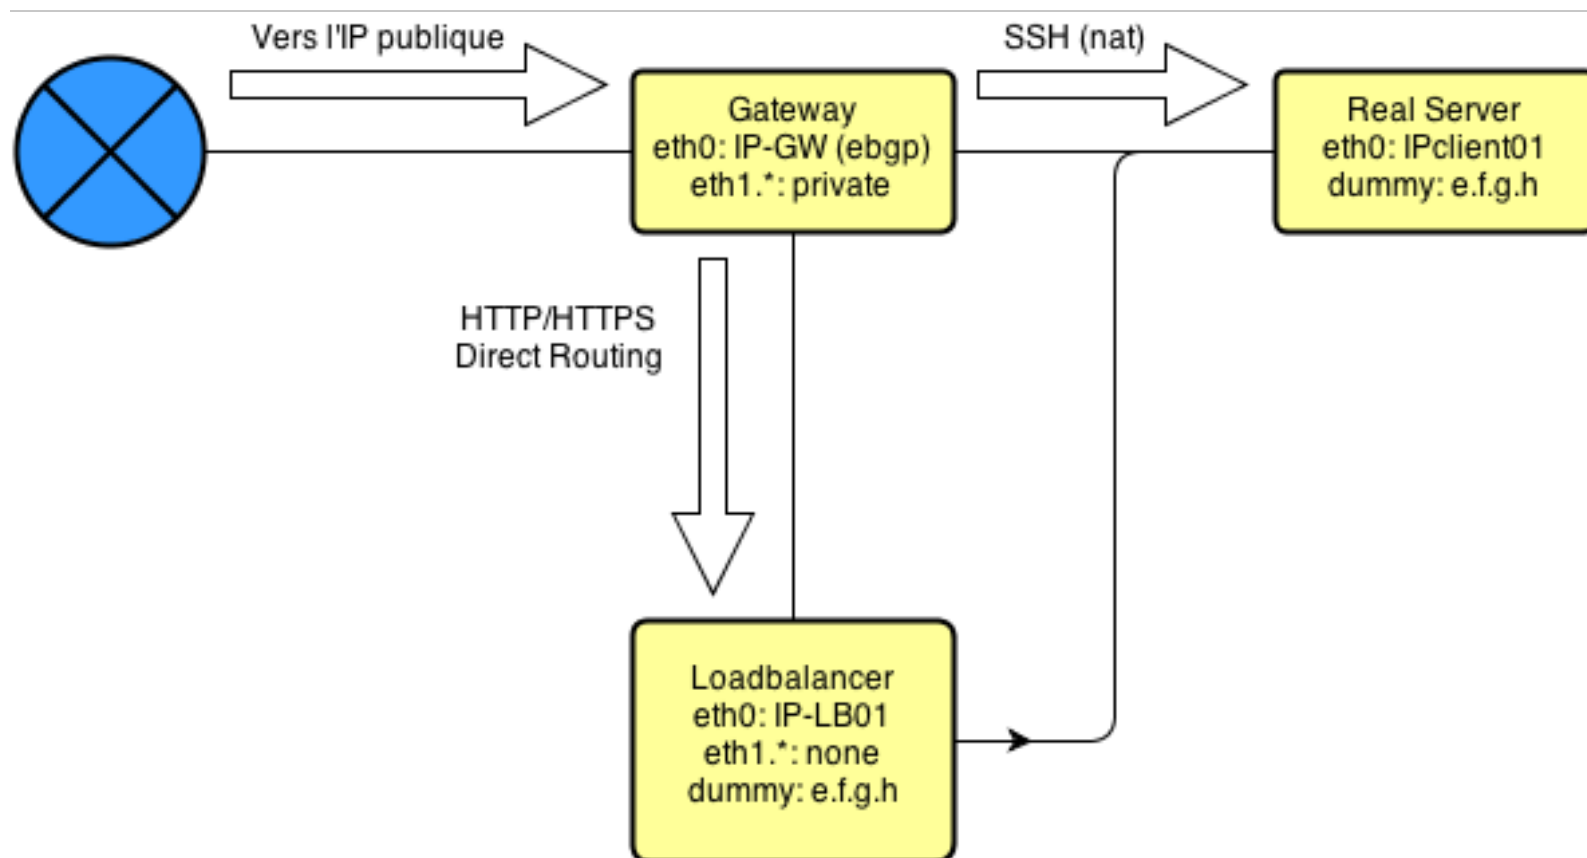 Vers l'IP publique
SSH (nat)
Gateway
eth0: IP-GW (ebgp)
eth1.*: private
Real Server
eth0: IPclient01
dummy: e.f.g.h
HTTP/HTTPS
Direct Routing
Loadbalancer
eth0: IP-LB01
eth1.*: none
dummy: e.f.g.h